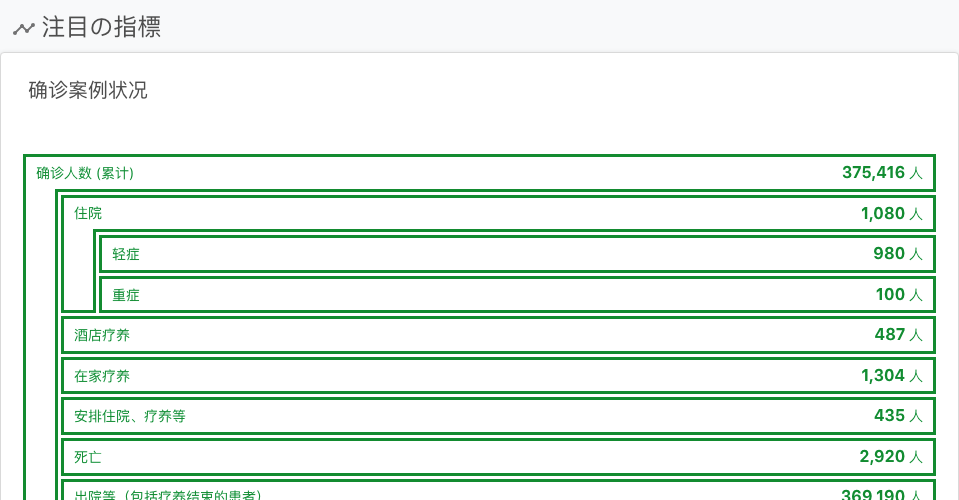 注目の指標
确诊案例状况
确诊人数 (累计) 375,416 人
住院 1,080 人
轻症 980 人
重症 100 人
酒店疗养 487 人
在家疗养 1,304 人
安排住院、疗养等 435 人
死亡 2,920 人
出院等（包括疗养结束的患者） 369,190 人